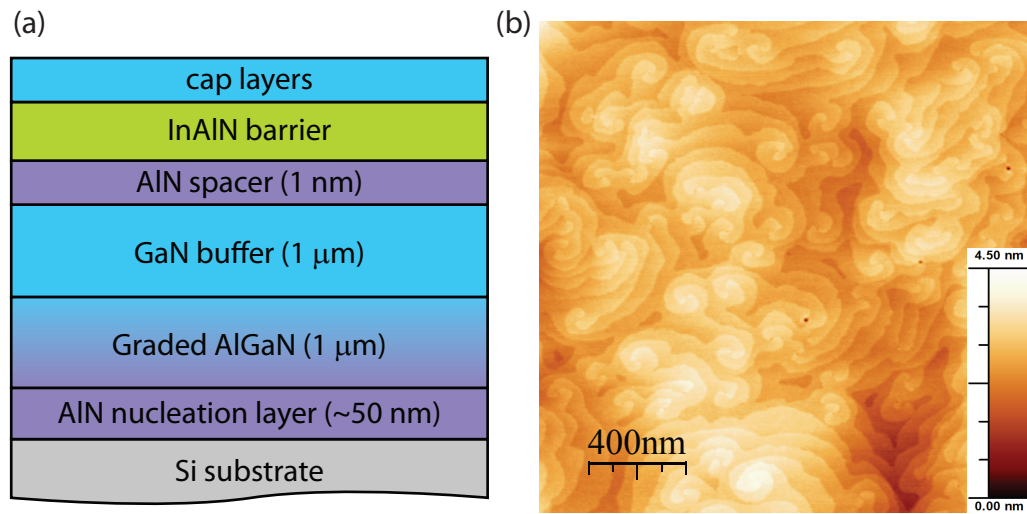 (a)
cap layers
InAlN barrier
AlN spacer (1 nm)
GaN buffer (1 μm)
Graded AlGaN (1 μm)
AlN nucleation layer (~50 nm)
Si substrate
(b)
400nm
4.50 nm
0.00 nm